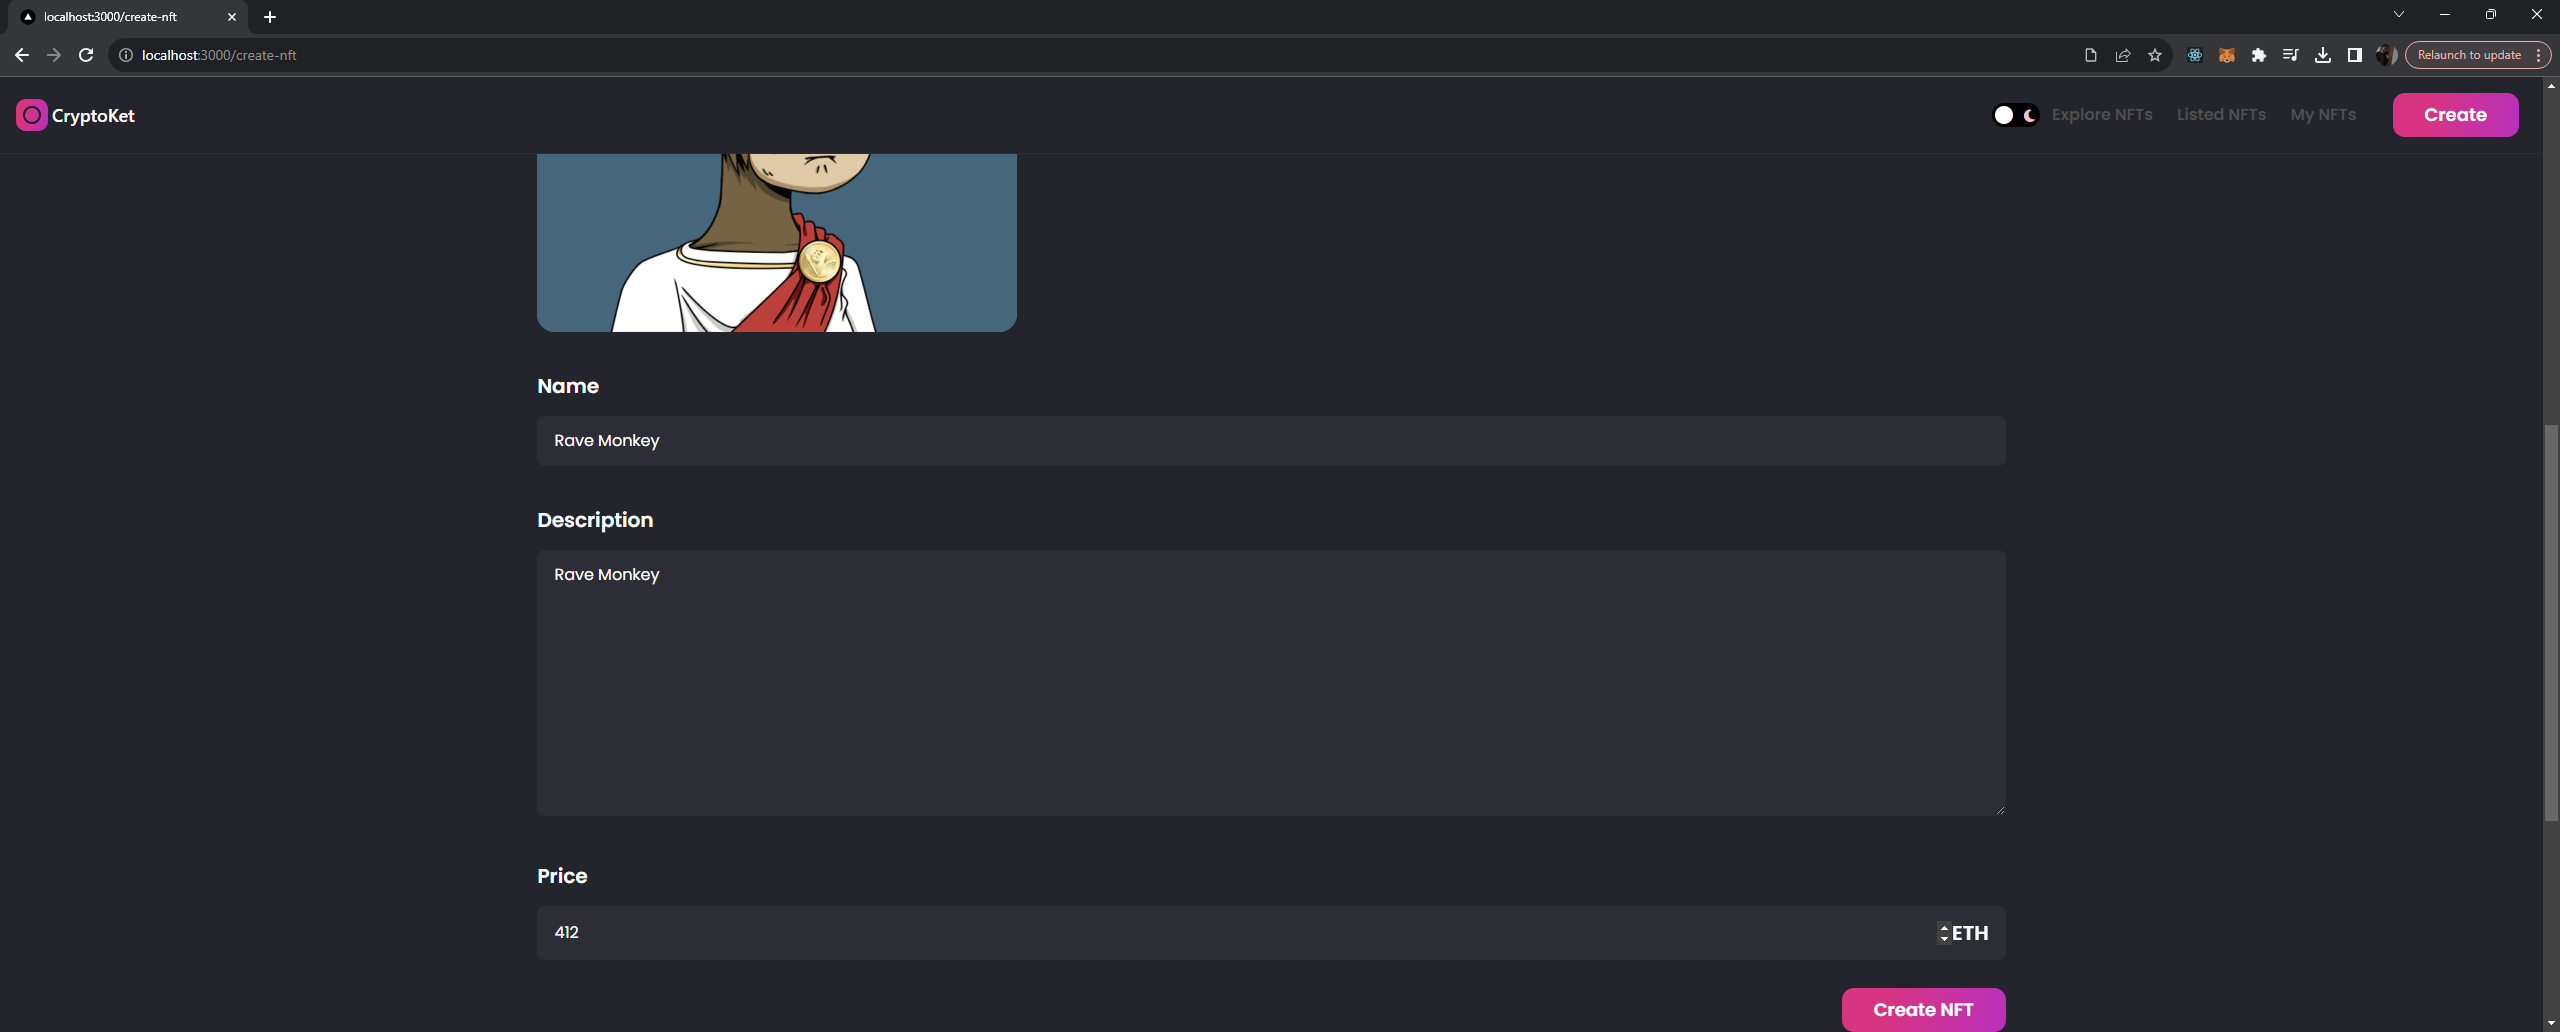 localhost:3000/create-nft
localhost:3000/create-nft
Relaunch to update
CryptoKet
Explore NFTs
Listed NFTs
My NFTs
Create
Name
Rave Monkey
Description
Rave Monkey
Price
412
ETH
Create NFT